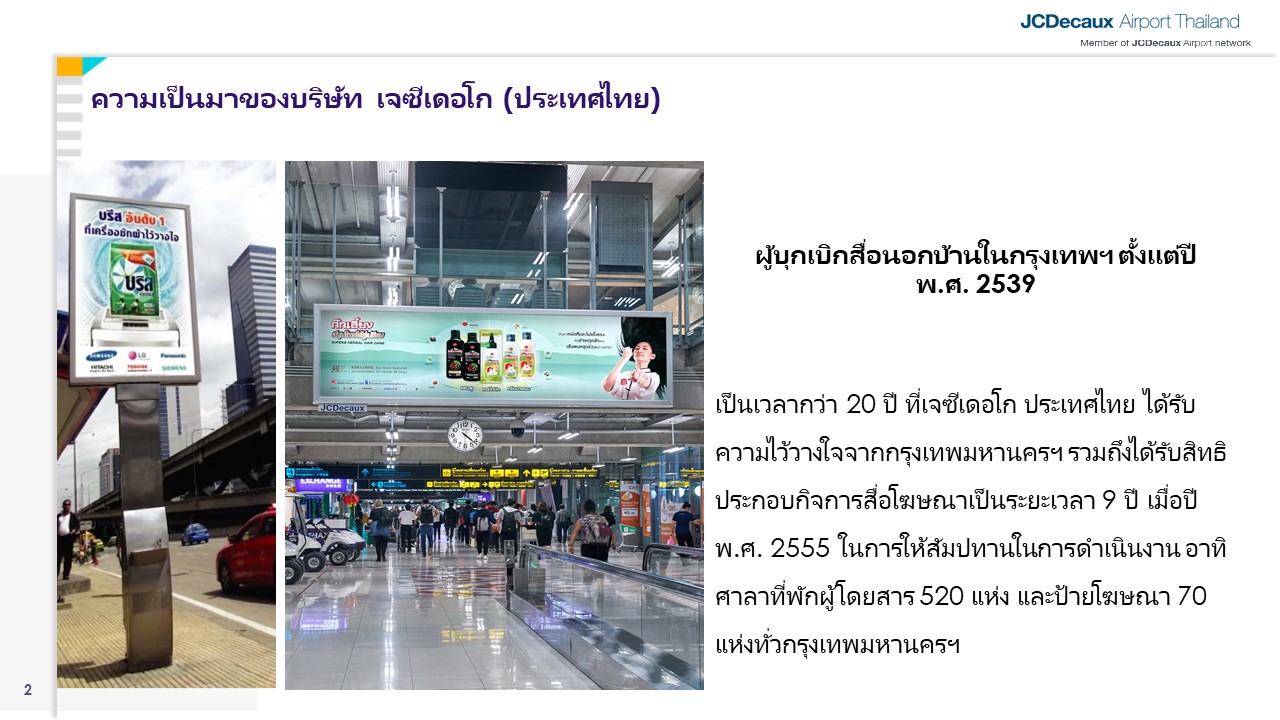 JCDecaux Airport Thailand
Member of JCDecaux Airport network
ความเป็นมาของบริษัท เจซีเดอโก (ประเทศไทย)
บรีส อันดับ 1
ที่เครื่องซักผ้าไว้วางใจ
บรีส
SAMSUNG LG Panasonic
HITACHI TOSHIBA SIEMENS
JCDecaux
EXCHANGE
ผู้บุกเบิกสื่อนอกบ้านในกรุงเทพฯ ตั้งแต่ปี
พ.ศ. 2539
เป็นเวลากว่า 20 ปี ที่เจซีเดอโก ประเทศไทย ได้รับ
ความไว้วางใจจากกรุงเทพมหานครฯ รวมถึงได้รับสิทธิ
ประกอบกิจการสื่อโฆษณาเป็นระยะเวลา 9 ปี เมื่อปี
พ.ศ. 2555 ในการให้สัมปทานในการดำเนินงาน อาทิ
ศาลาที่พักผู้โดยสาร 520 แห่ง และป้ายโฆษณา 70
แห่งทั่วกรุงเทพมหานครฯ
2